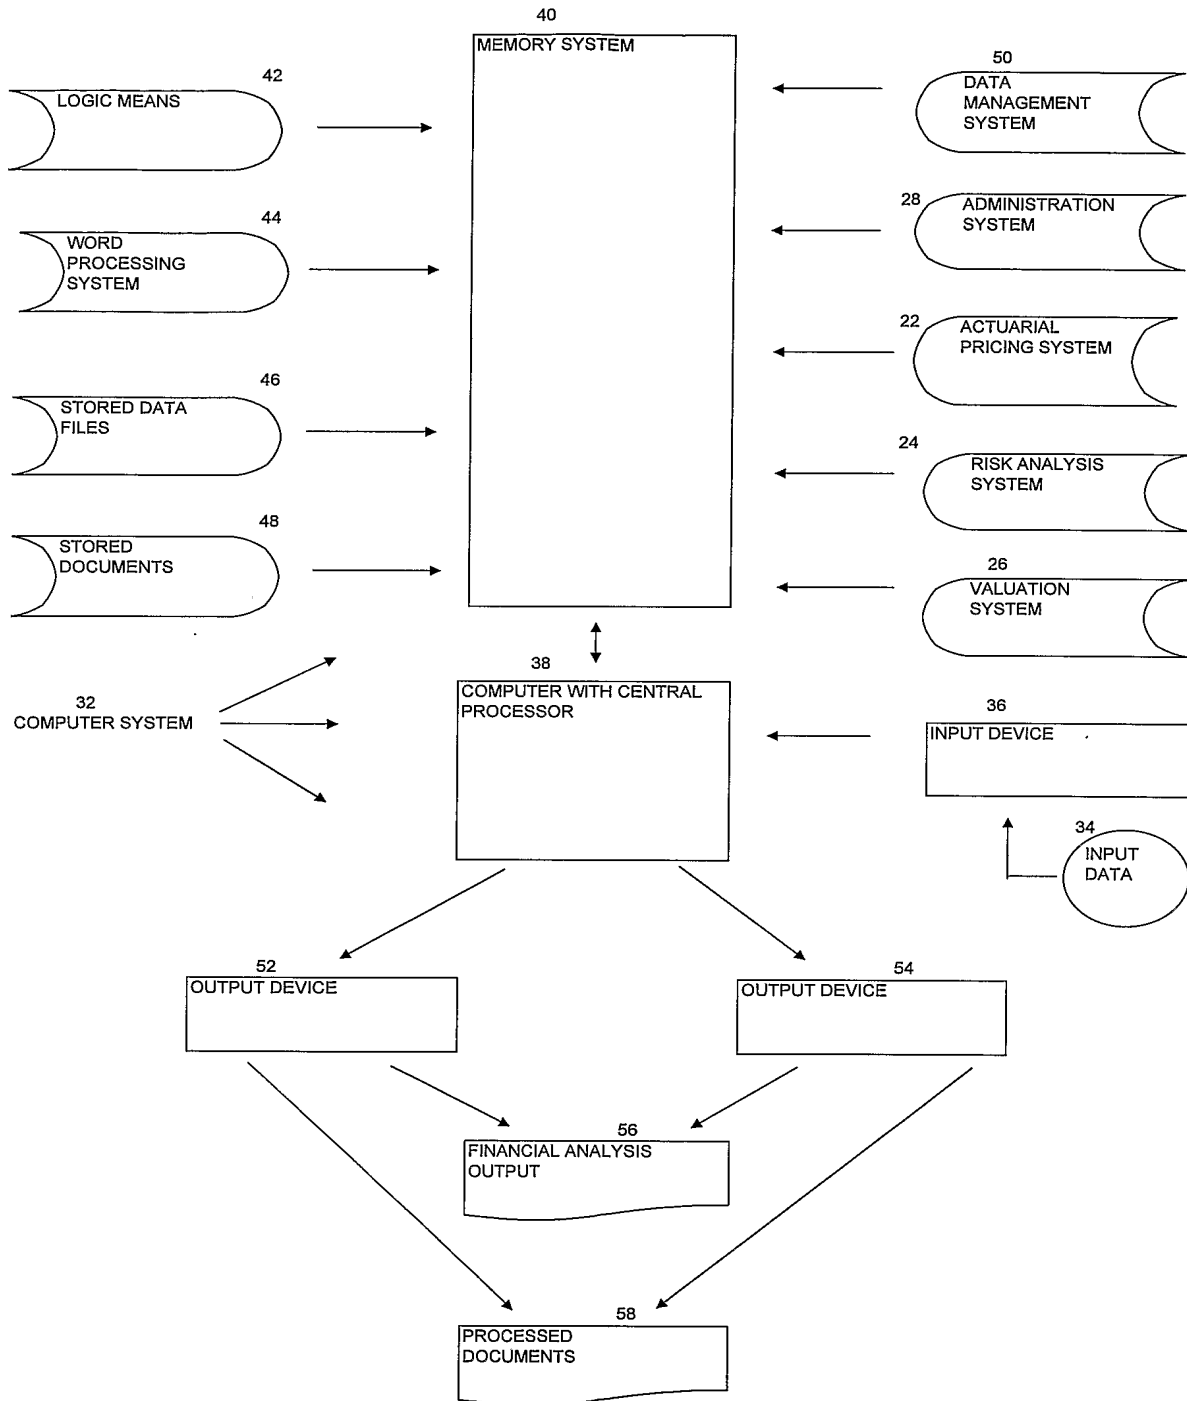 40
MEMORY SYSTEM
42
LOGIC MEANS
50
DATA
MANAGEMENT
SYSTEM
44
WORD
PROCESSING
SYSTEM
28
ADMINISTRATION
SYSTEM
22
ACTUARIAL
PRICING SYSTEM
46
STORED DATA
FILES
24
RISK ANALYSIS
SYSTEM
48
STORED
DOCUMENTS
26
VALUATION
SYSTEM
32
COMPUTER SYSTEM
38
COMPUTER WITH CENTRAL
PROCESSOR
36
INPUT DEVICE
34
INPUT
DATA
52
OUTPUT DEVICE
54
OUTPUT DEVICE
56
FINANCIAL ANALYSIS
OUTPUT
58
PROCESSED
DOCUMENTS